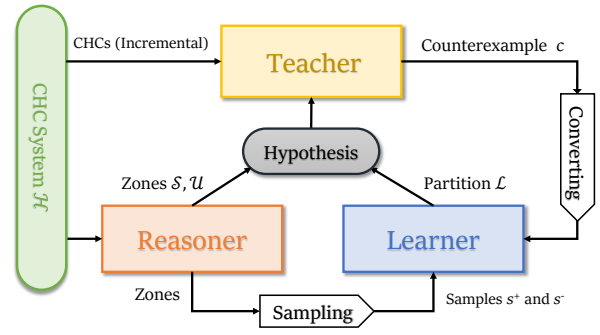 CHCs (Incremental)
Teacher
Counterexample c
CHC System ℋ
Hypothesis
Converting
Zones 𝒮, 𝒰
Partition ℒ
Reasoner
Learner
Zones
Sampling
Samples s⁺ and s⁻